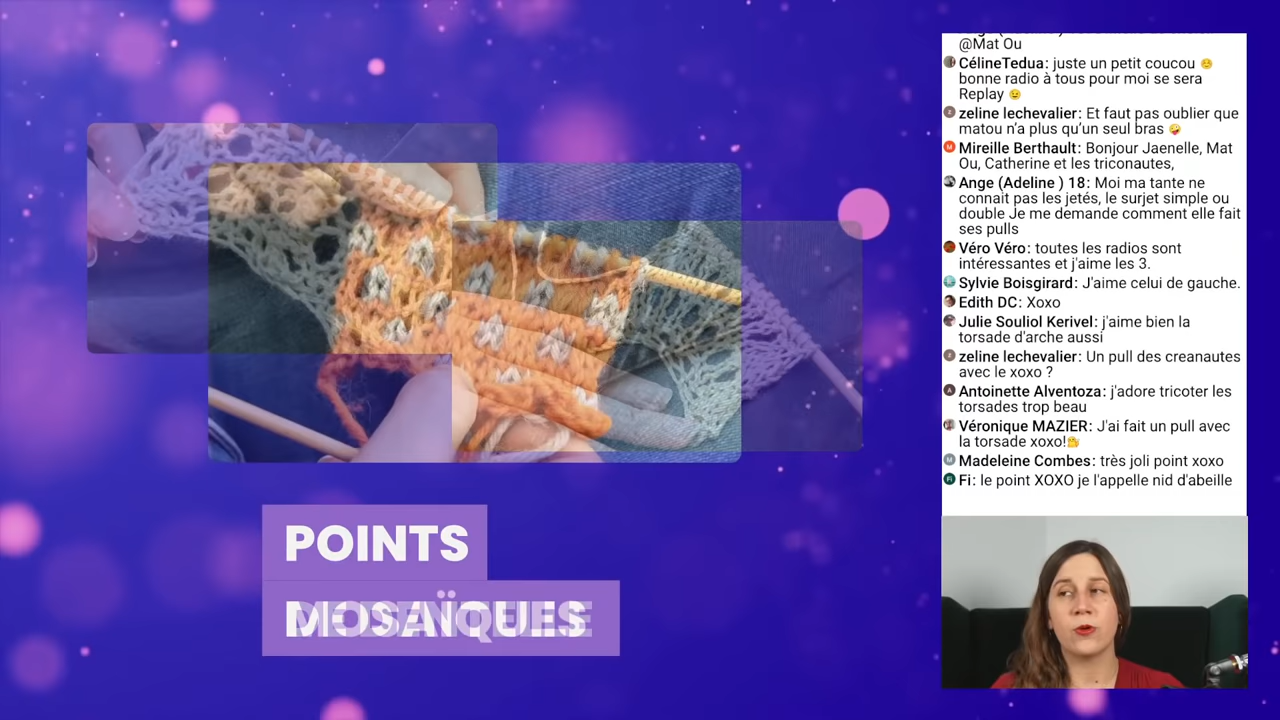 POINTS
MOSAÏQUES
@Mat Ou
CélineTedua: juste un petit coucou ☺️
bonne radio à tous pour moi se sera
Replay 😉
zeline lechevalier: Et faut pas oublier que
matou n'a plus qu'un seul bras 🤪
Mireille Berthault: Bonjour Jaenelle, Mat
Ou, Catherine et les triconautes,
Ange (Adeline ) 18: Moi ma tante ne
connait pas les jetés, le surjet simple ou
double Je me demande comment elle fait
ses pulls
Véro Véro: toutes les radios sont
intéressantes et j'aime les 3.
Sylvie Boisgirard: J'aime celui de gauche.
Edith DC: Xoxo
Julie Souliol Kerivel: j'aime bien la
torsade d'arche aussi
zeline lechevalier: Un pull des creanautes
avec le xoxo ?
Antoinette Alventoza: j'adore tricoter les
torsades trop beau
Véronique MAZIER: J'ai fait un pull avec
la torsade xoxo!
Madeleine Combes: très joli point xoxo
Fi: le point XOXO je l'appelle nid d'abeille